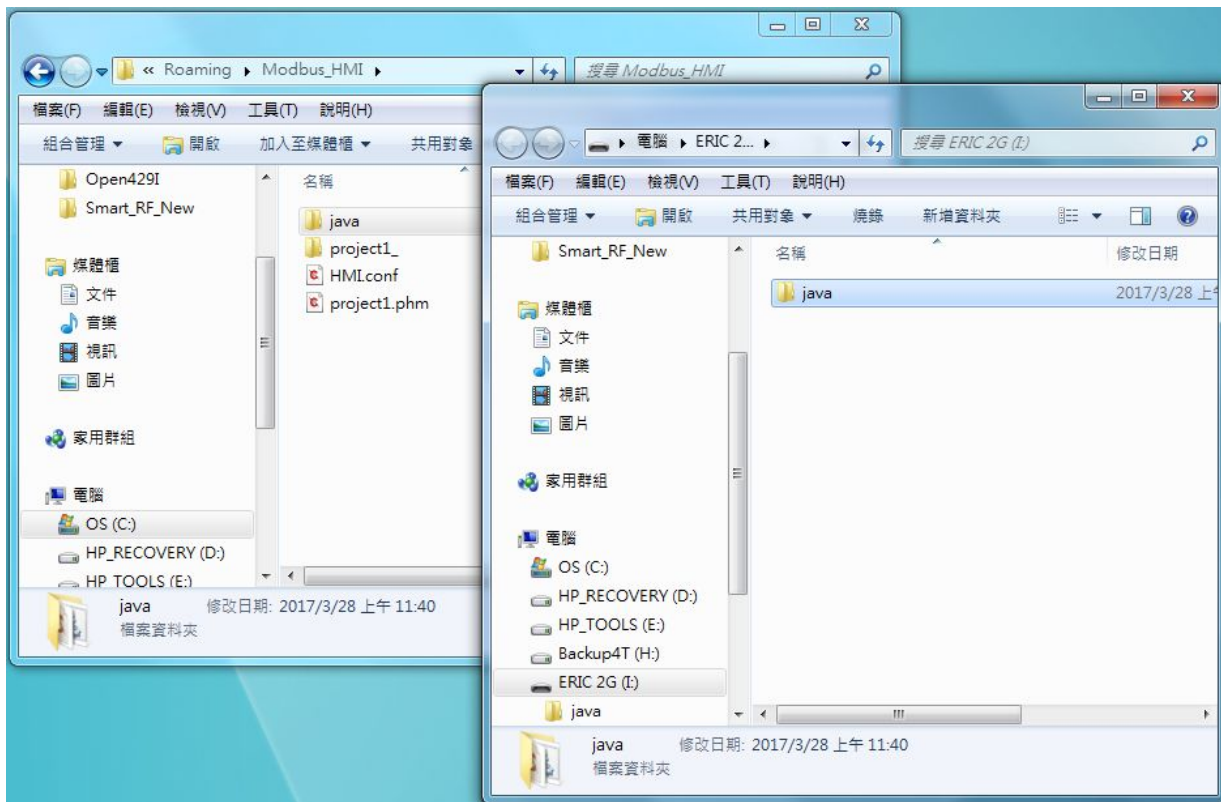 « Roaming ▸ Modbus_HMI ▸
搜尋 Modbus_HMI
檔案(F) 編輯(E) 檢視(V) 工具(T) 說明(H)
組合管理 開啟 加入至媒體櫃 共用對象
Open429I
Smart_RF_New
媒體櫃
文件
音樂
視訊
圖片
家用群組
電腦
OS (C:)
HP_RECOVERY (D:)
HP_TOOLS (E:)
名稱
java
project1_
HMI.conf
project1.phm
java 修改日期: 2017/3/28 上午 11:40
檔案資料夾
電腦 ▸ ERIC 2... ▸
搜尋 ERIC 2G (I:)
檔案(F) 編輯(E) 檢視(V) 工具(T) 說明(H)
組合管理 開啟 共用對象 燒錄 新增資料夾
Smart_RF_New
媒體櫃
文件
音樂
視訊
圖片
家用群組
電腦
OS (C:)
HP_RECOVERY (D:)
HP_TOOLS (E:)
Backup4T (H:)
ERIC 2G (I:)
java
名稱 修改日期
java 2017/3/28 上
java 修改日期: 2017/3/28 上午 11:40
檔案資料夾